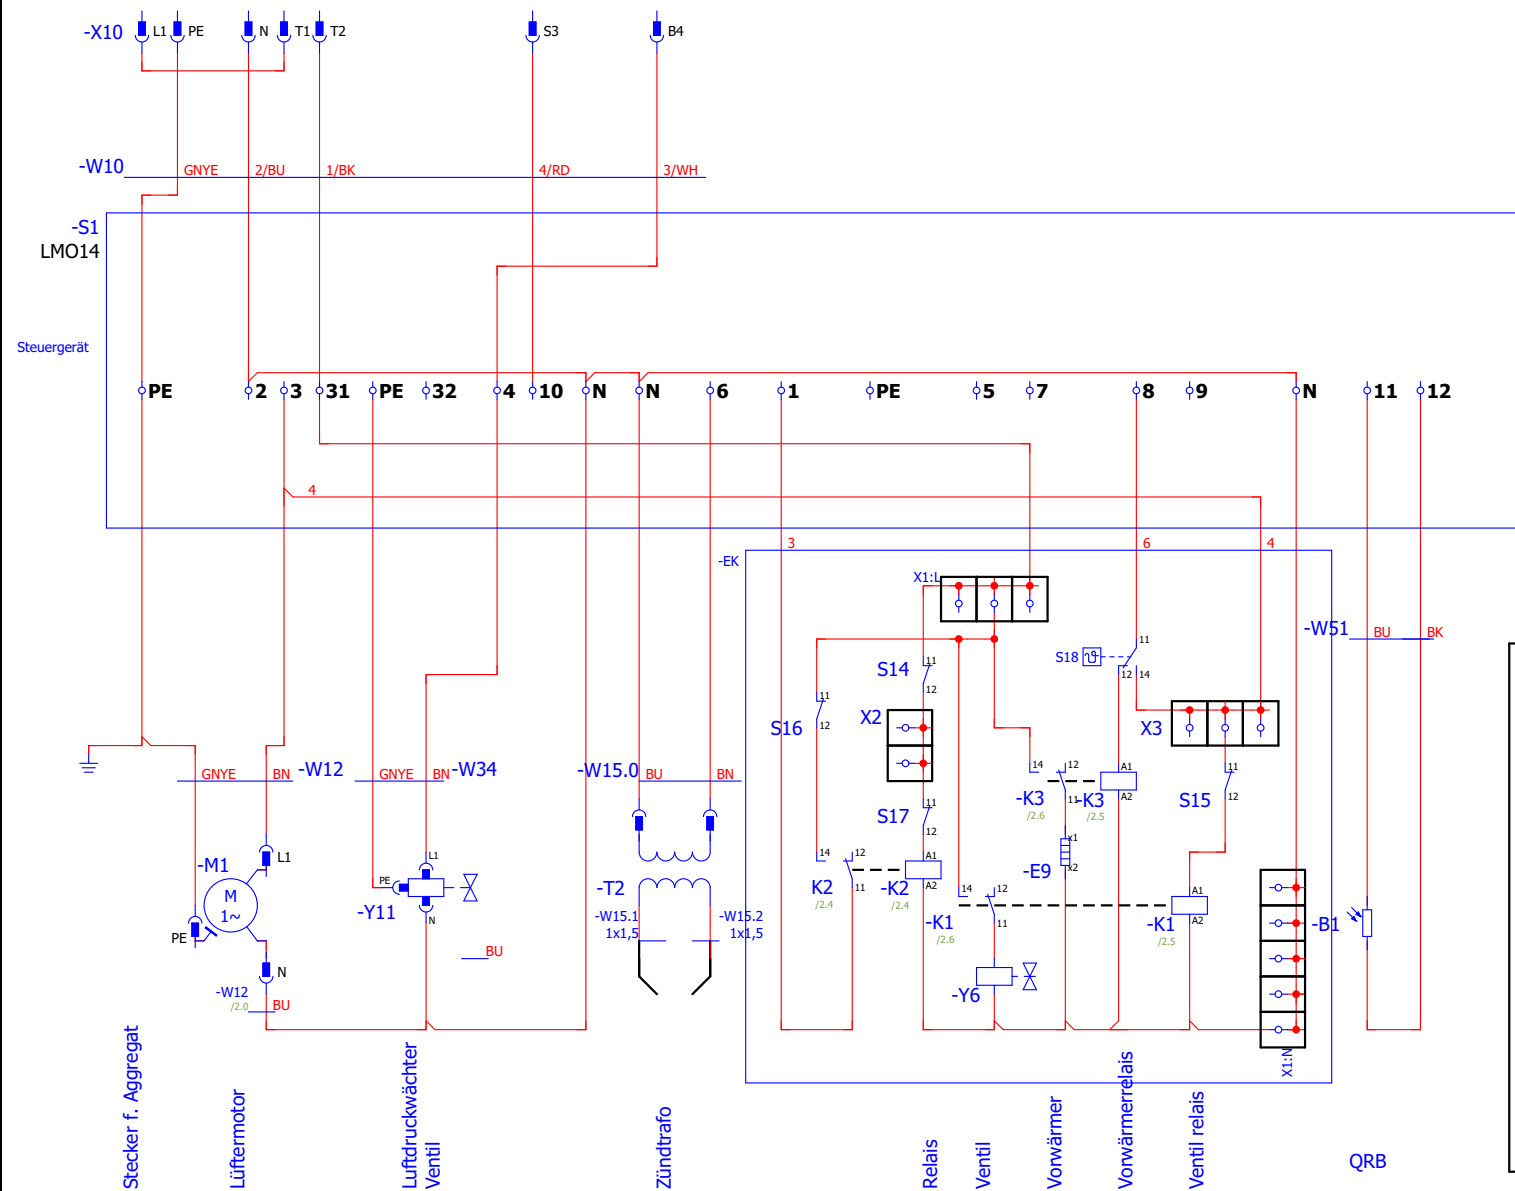 -X10 L1 PE N T1 T2 S3 B4
-W10 GNYE 2/BU 1/BK 4/RD 3/WH
-S1
LMO14
Steuergerät
PE 2 3 31 PE 32 4 10 N N 6 1 PE 5 7 8 9 N 11 12
4
3 6 4
-EK
X1:L
-W51 BU BK
S14 11 12
S18 11 12 14
S16 11 12
X2
X3
GNYE BN -W12
GNYE BN -W34
-W15.0 BU BN
14 12 11 -K3 /2.6
A1 A2 -K3 /2.5
S15 11 12
S17 11 12
-M1 L1
M
1~
PE
N
-W12
/2.0 BU
L1
PE
-Y11
N
BU
-T2
-W15.1
1x1,5
-W15.2
1x1,5
14 12 11 K2 /2.4
A1 A2 -K2 /2.4
x1
-E9 x2
14 12 11 -K1 /2.6
A1 A2 -K1 /2.5
-B1
-Y6
X1:N
Stecker f. Aggregat
Lüftermotor
Luftdruckwächter
Ventil
Zündtrafo
Relais
Ventil
Vorwärmer
Vorwärmerrelais
Ventil relais
QRB